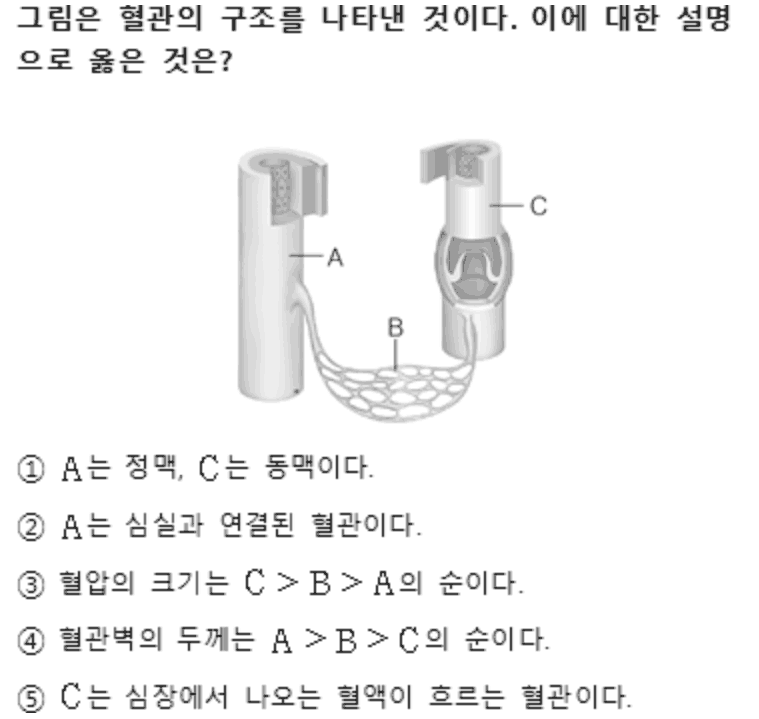 그림은 혈관의 구조를 나타낸 것이다. 이에 대한 설명
으로 옳은 것은?
A
B
C
① A는 정맥, C는 동맥이다.
② A는 심실과 연결된 혈관이다.
③ 혈압의 크기는 C > B > A의 순이다.
④ 혈관벽의 두께는 A > B > C의 순이다.
⑤ C는 심장에서 나오는 혈액이 흐르는 혈관이다.